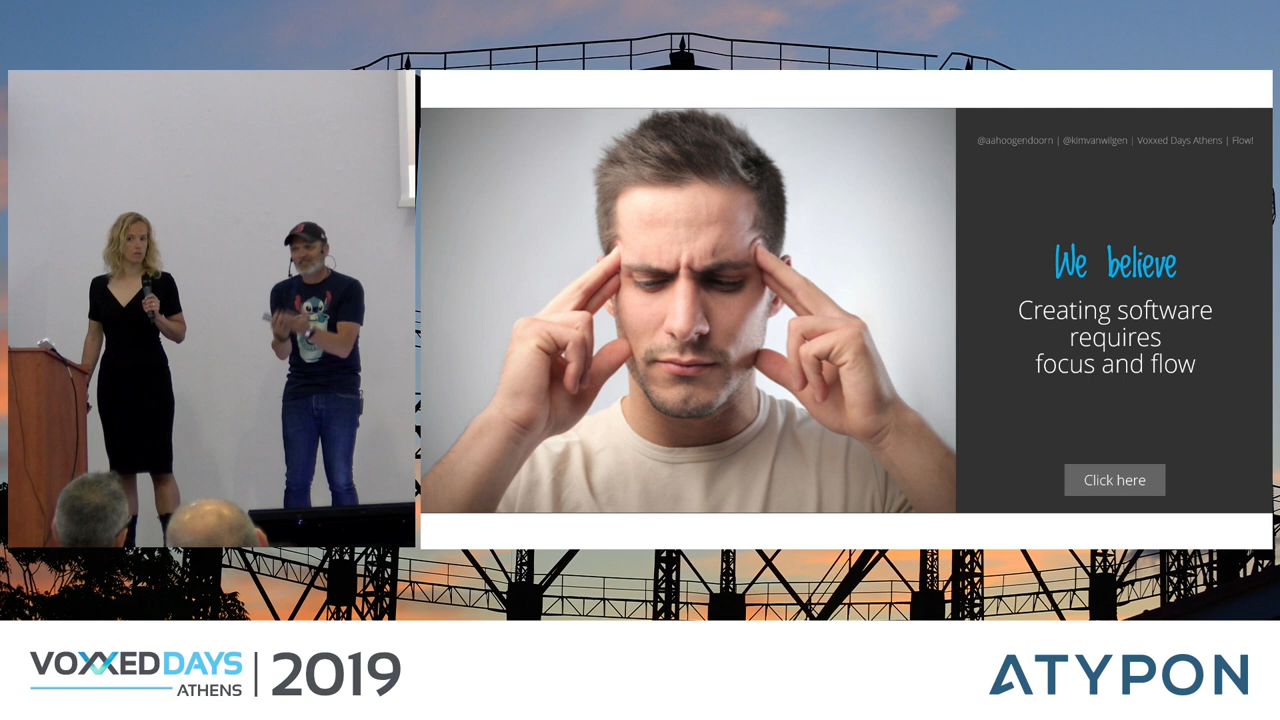 @aahoogendoorn | @kimvanwilgen | Voxxed Days Athens | Flow!
We believe
Creating software
requires
focus and flow
Click here
VOXXED DAYS
ATHENS
2019
ATYPON